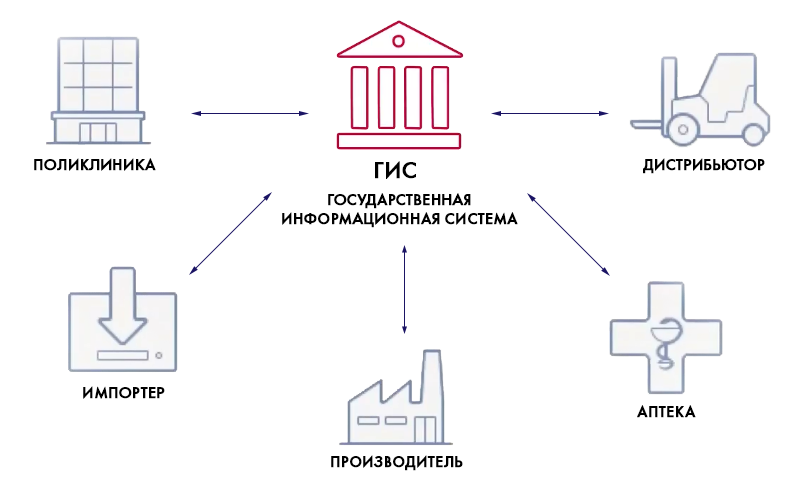 ПОЛИКЛИНИКА
ГИС
ГОСУДАРСТВЕННАЯ
ИНФОРМАЦИОННАЯ СИСТЕМА
ДИСТРИБЬЮТОР
ИМПОРТЕР
ПРОИЗВОДИТЕЛЬ
АПТЕКА